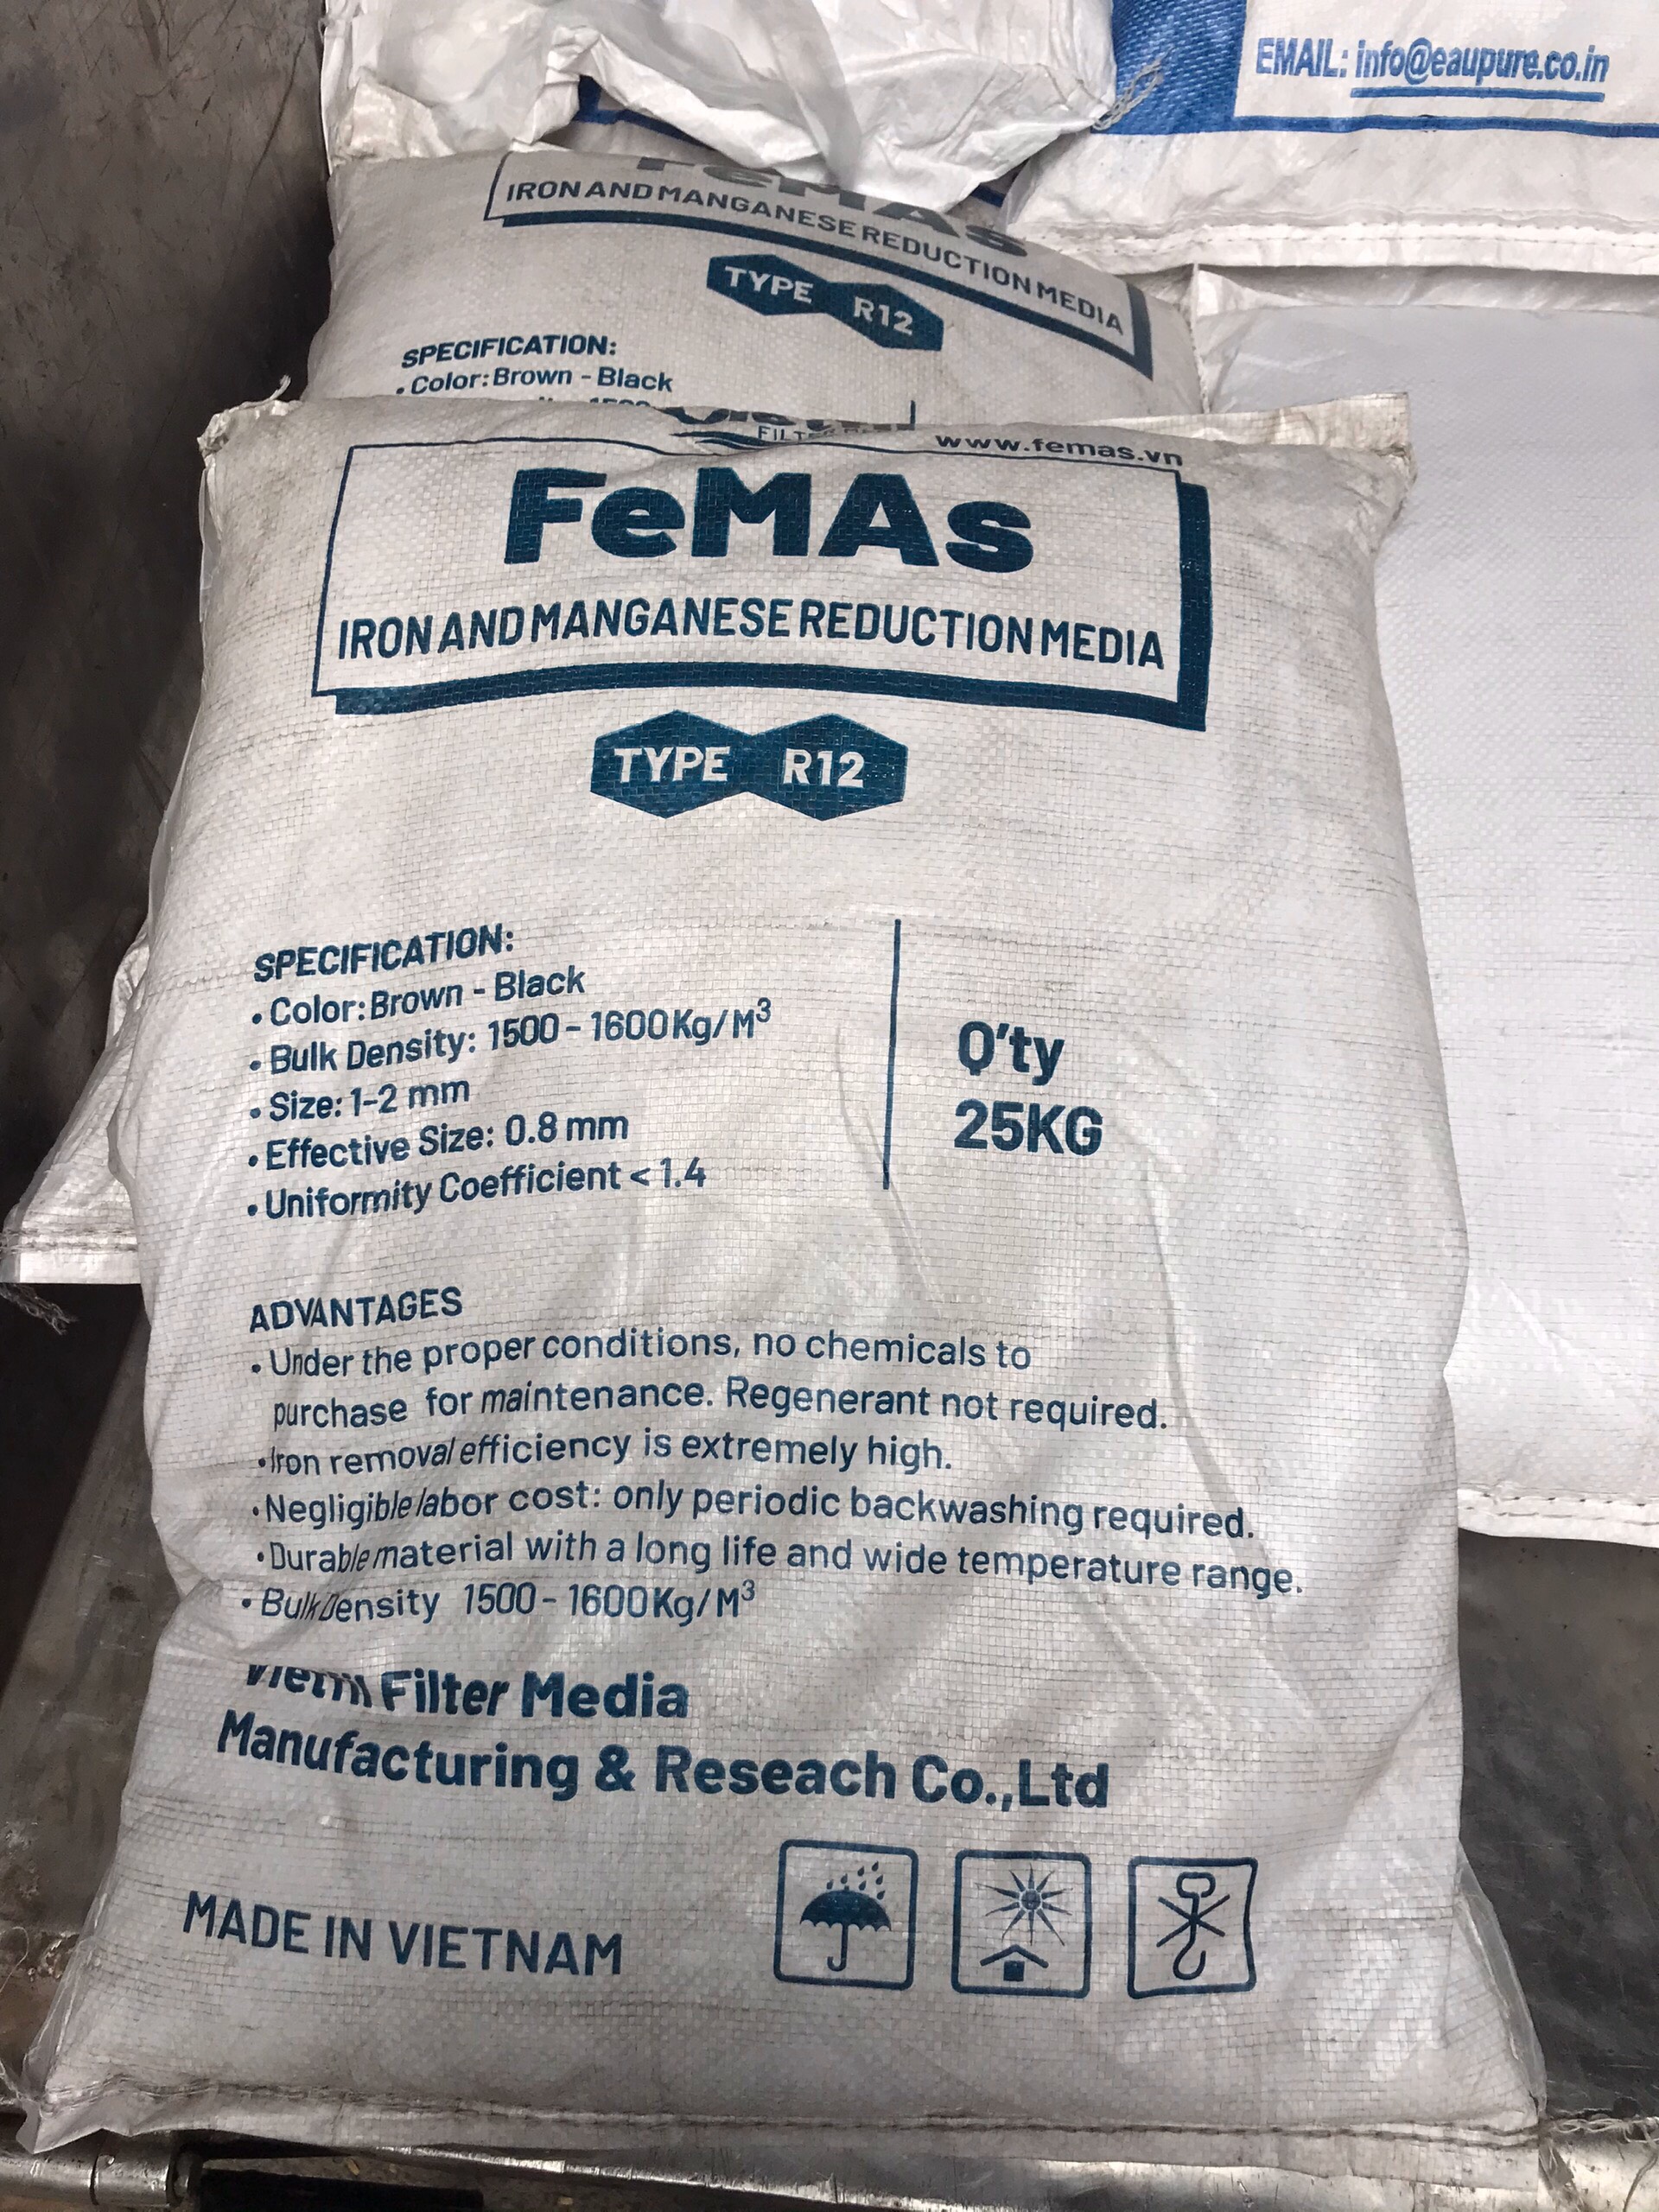 EMAIL: info@eaupure.co.in
FeMAs
IRON AND MANGANESE REDUCTION MEDIA
TYPE R12
SPECIFICATION:
• Color: Brown - Black
www.femas.vn
FeMAs
IRON AND MANGANESE REDUCTION MEDIA
TYPE R12
SPECIFICATION:
• Color: Brown - Black
• Bulk Density: 1500 - 1600 Kg/M³
• Size: 1-2 mm
• Effective Size: 0.8 mm
• Uniformity Coefficient < 1.4
Q'ty
25KG
ADVANTAGES
• Under the proper conditions, no chemicals to
purchase for maintenance. Regenerant not required.
• Iron removal efficiency is extremely high.
• Negligible labor cost: only periodic backwashing required.
• Durable material with a long life and wide temperature range.
• Bulk Density 1500 - 1600 Kg/M³
Filter Media
Manufacturing & Reseach Co.,Ltd
MADE IN VIETNAM